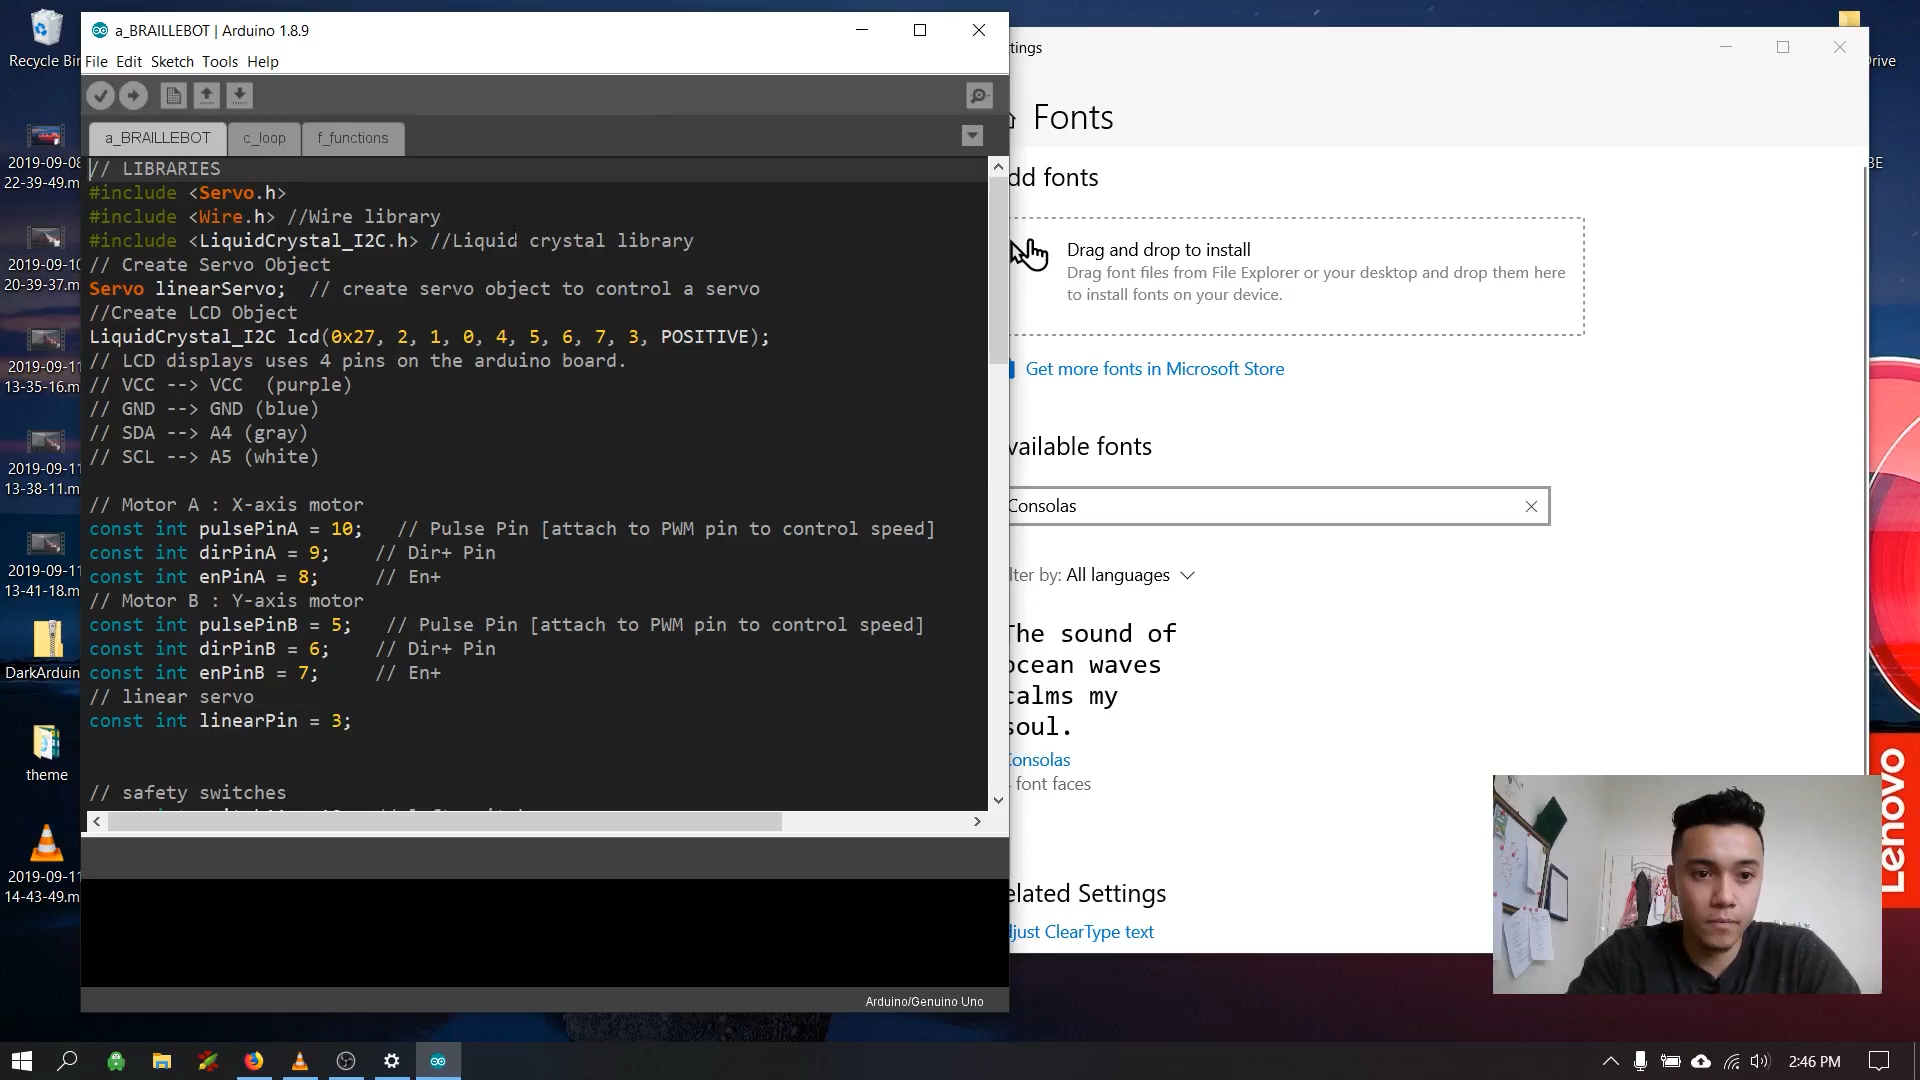 Recycle Bin
2019-09-08
22-39-49.m
2019-09-10
20-39-37.m
2019-09-11
13-35-16.m
2019-09-11
13-38-11.m
2019-09-11
13-41-18.m
DarkArduin
theme
2019-09-11
14-43-49.m
a_BRAILLEBOT | Arduino 1.8.9
File Edit Sketch Tools Help
a_BRAILLEBOT c_loop f_functions
// LIBRARIES
#include <Servo.h>
#include <Wire.h> //Wire library
#include <LiquidCrystal_I2C.h> //Liquid crystal library
// Create Servo Object
Servo linearServo;  // create servo object to control a servo
//Create LCD Object
LiquidCrystal_I2C lcd(0x27, 2, 1, 0, 4, 5, 6, 7, 3, POSITIVE);
// LCD displays uses 4 pins on the arduino board.
// VCC --> VCC  (purple)
// GND --> GND (blue)
// SDA --> A4 (gray)
// SCL --> A5 (white)
// Motor A : X-axis motor
const int pulsePinA = 10;   // Pulse Pin [attach to PWM pin to control speed]
const int dirPinA = 9;    // Dir+ Pin
const int enPinA = 8;     // En+
// Motor B : Y-axis motor
const int pulsePinB = 5;   // Pulse Pin [attach to PWM pin to control speed]
const int dirPinB = 6;    // Dir+ Pin
const int enPinB = 7;     // En+
// linear servo
const int linearPin = 3;
// safety switches
Arduino/Genuino Uno
tings
Fonts
dd fonts
Drag and drop to install
Drag font files from File Explorer or your desktop and drop them here
to install fonts on your device.
Get more fonts in Microsoft Store
vailable fonts
Consolas
lter by: All languages
The sound of
ocean waves
calms my
soul.
Consolas
font faces
elated Settings
djust ClearType text
Drive
BE
Lenovo
2:46 PM